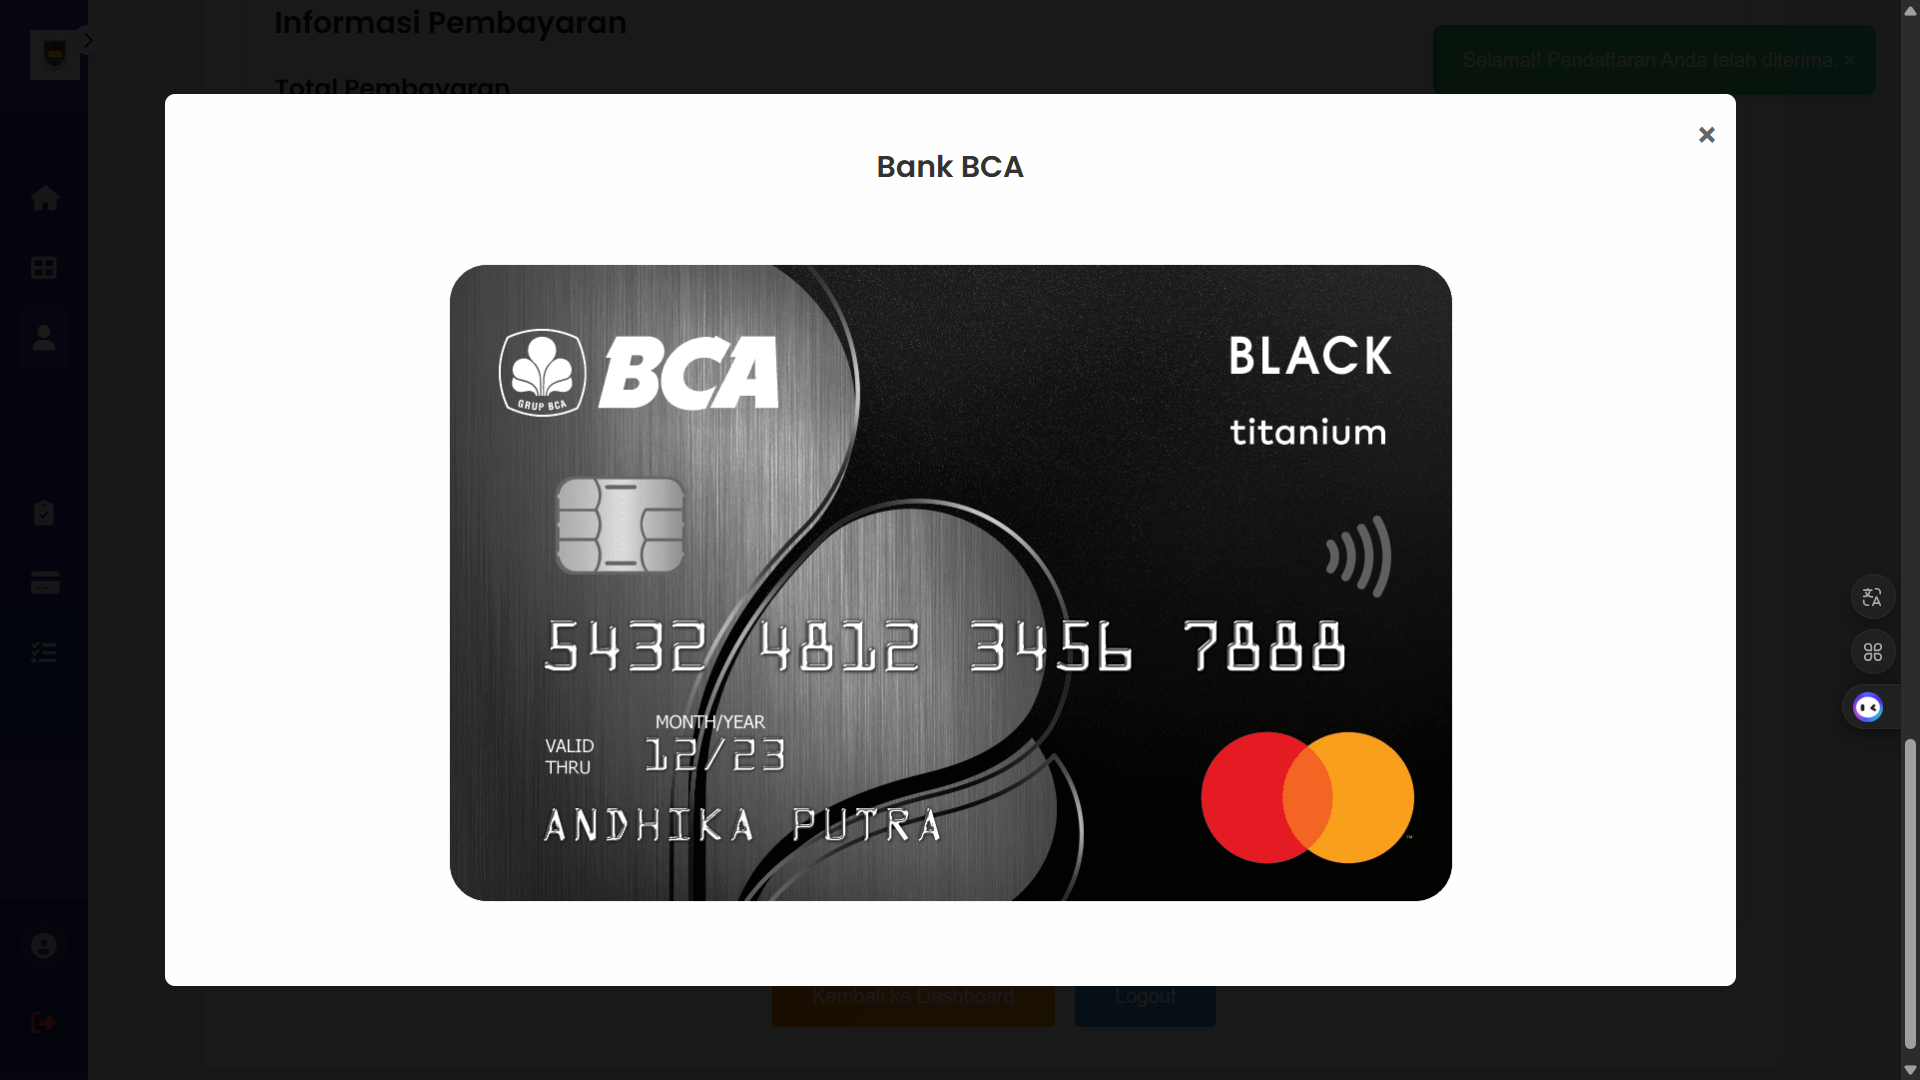 Informasi Pembayaran
Total Pembayaran
Selamat! Pendaftaran Anda telah diterima. ×
×
Bank BCA
GRUP BCA
BCA
BLACK
titanium
5432 4812 3456 7888
MONTH/YEAR
VALID THRU
12/23
ANDHIKA PUTRA
Kembali ke Dashboard
Logout